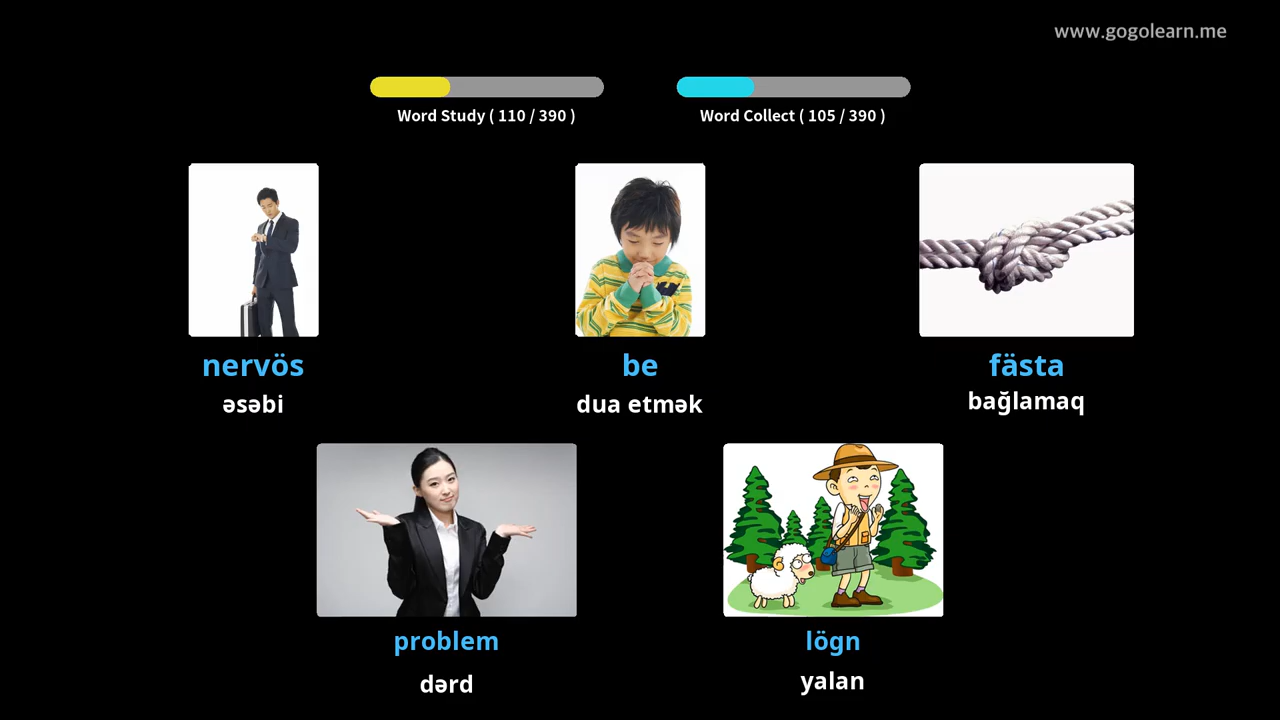 www.gogolearn.me
Word Study ( 110 / 390 )
Word Collect ( 105 / 390 )
nervös
be
fästa
əsəbi
dua etmək
bağlamaq
problem
lögn
dərd
yalan